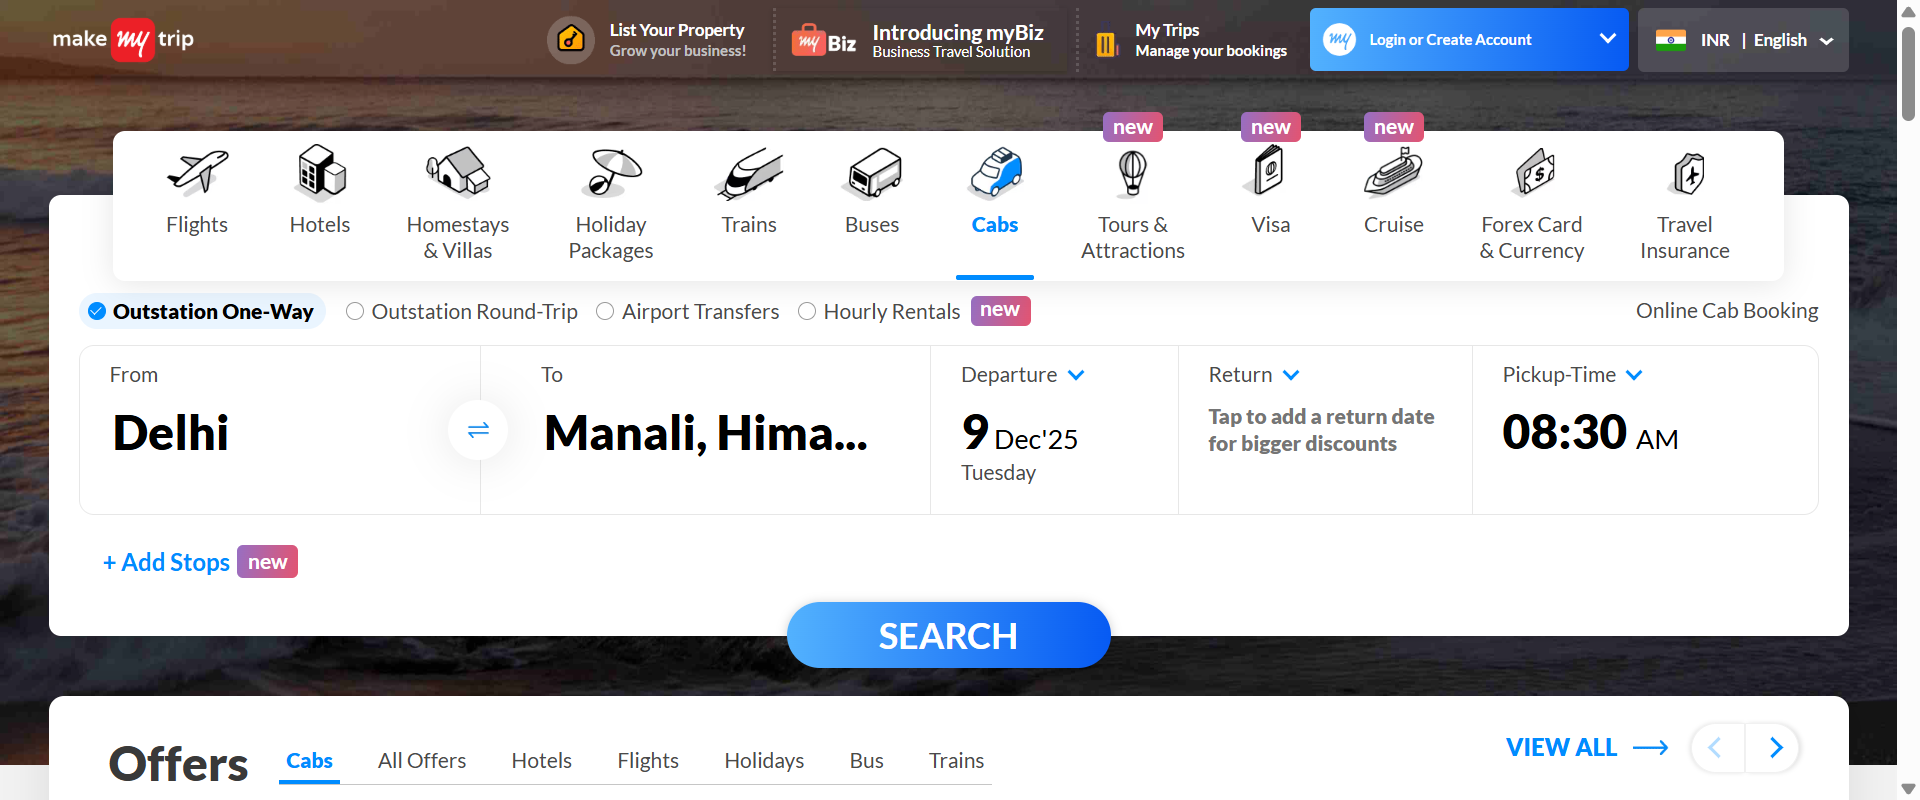 make my trip
List Your Property
Grow your business!
my Biz
Introducing myBiz
Business Travel Solution
My Trips
Manage your bookings
my
Login or Create Account
INR | English
new
new
new
Flights
Hotels
Homestays
& Villas
Holiday
Packages
Trains
Buses
Cabs
Tours &
Attractions
Visa
Cruise
Forex Card
& Currency
Travel
Insurance
Outstation One-Way
Outstation Round-Trip
Airport Transfers
Hourly Rentals
new
Online Cab Booking
From
Delhi
To
Manali, Hima...
Departure
9 Dec'25
Tuesday
Return
Tap to add a return date
for bigger discounts
Pickup-Time
08:30 AM
+ Add Stops
new
SEARCH
Offers
Cabs
All Offers
Hotels
Flights
Holidays
Bus
Trains
VIEW ALL